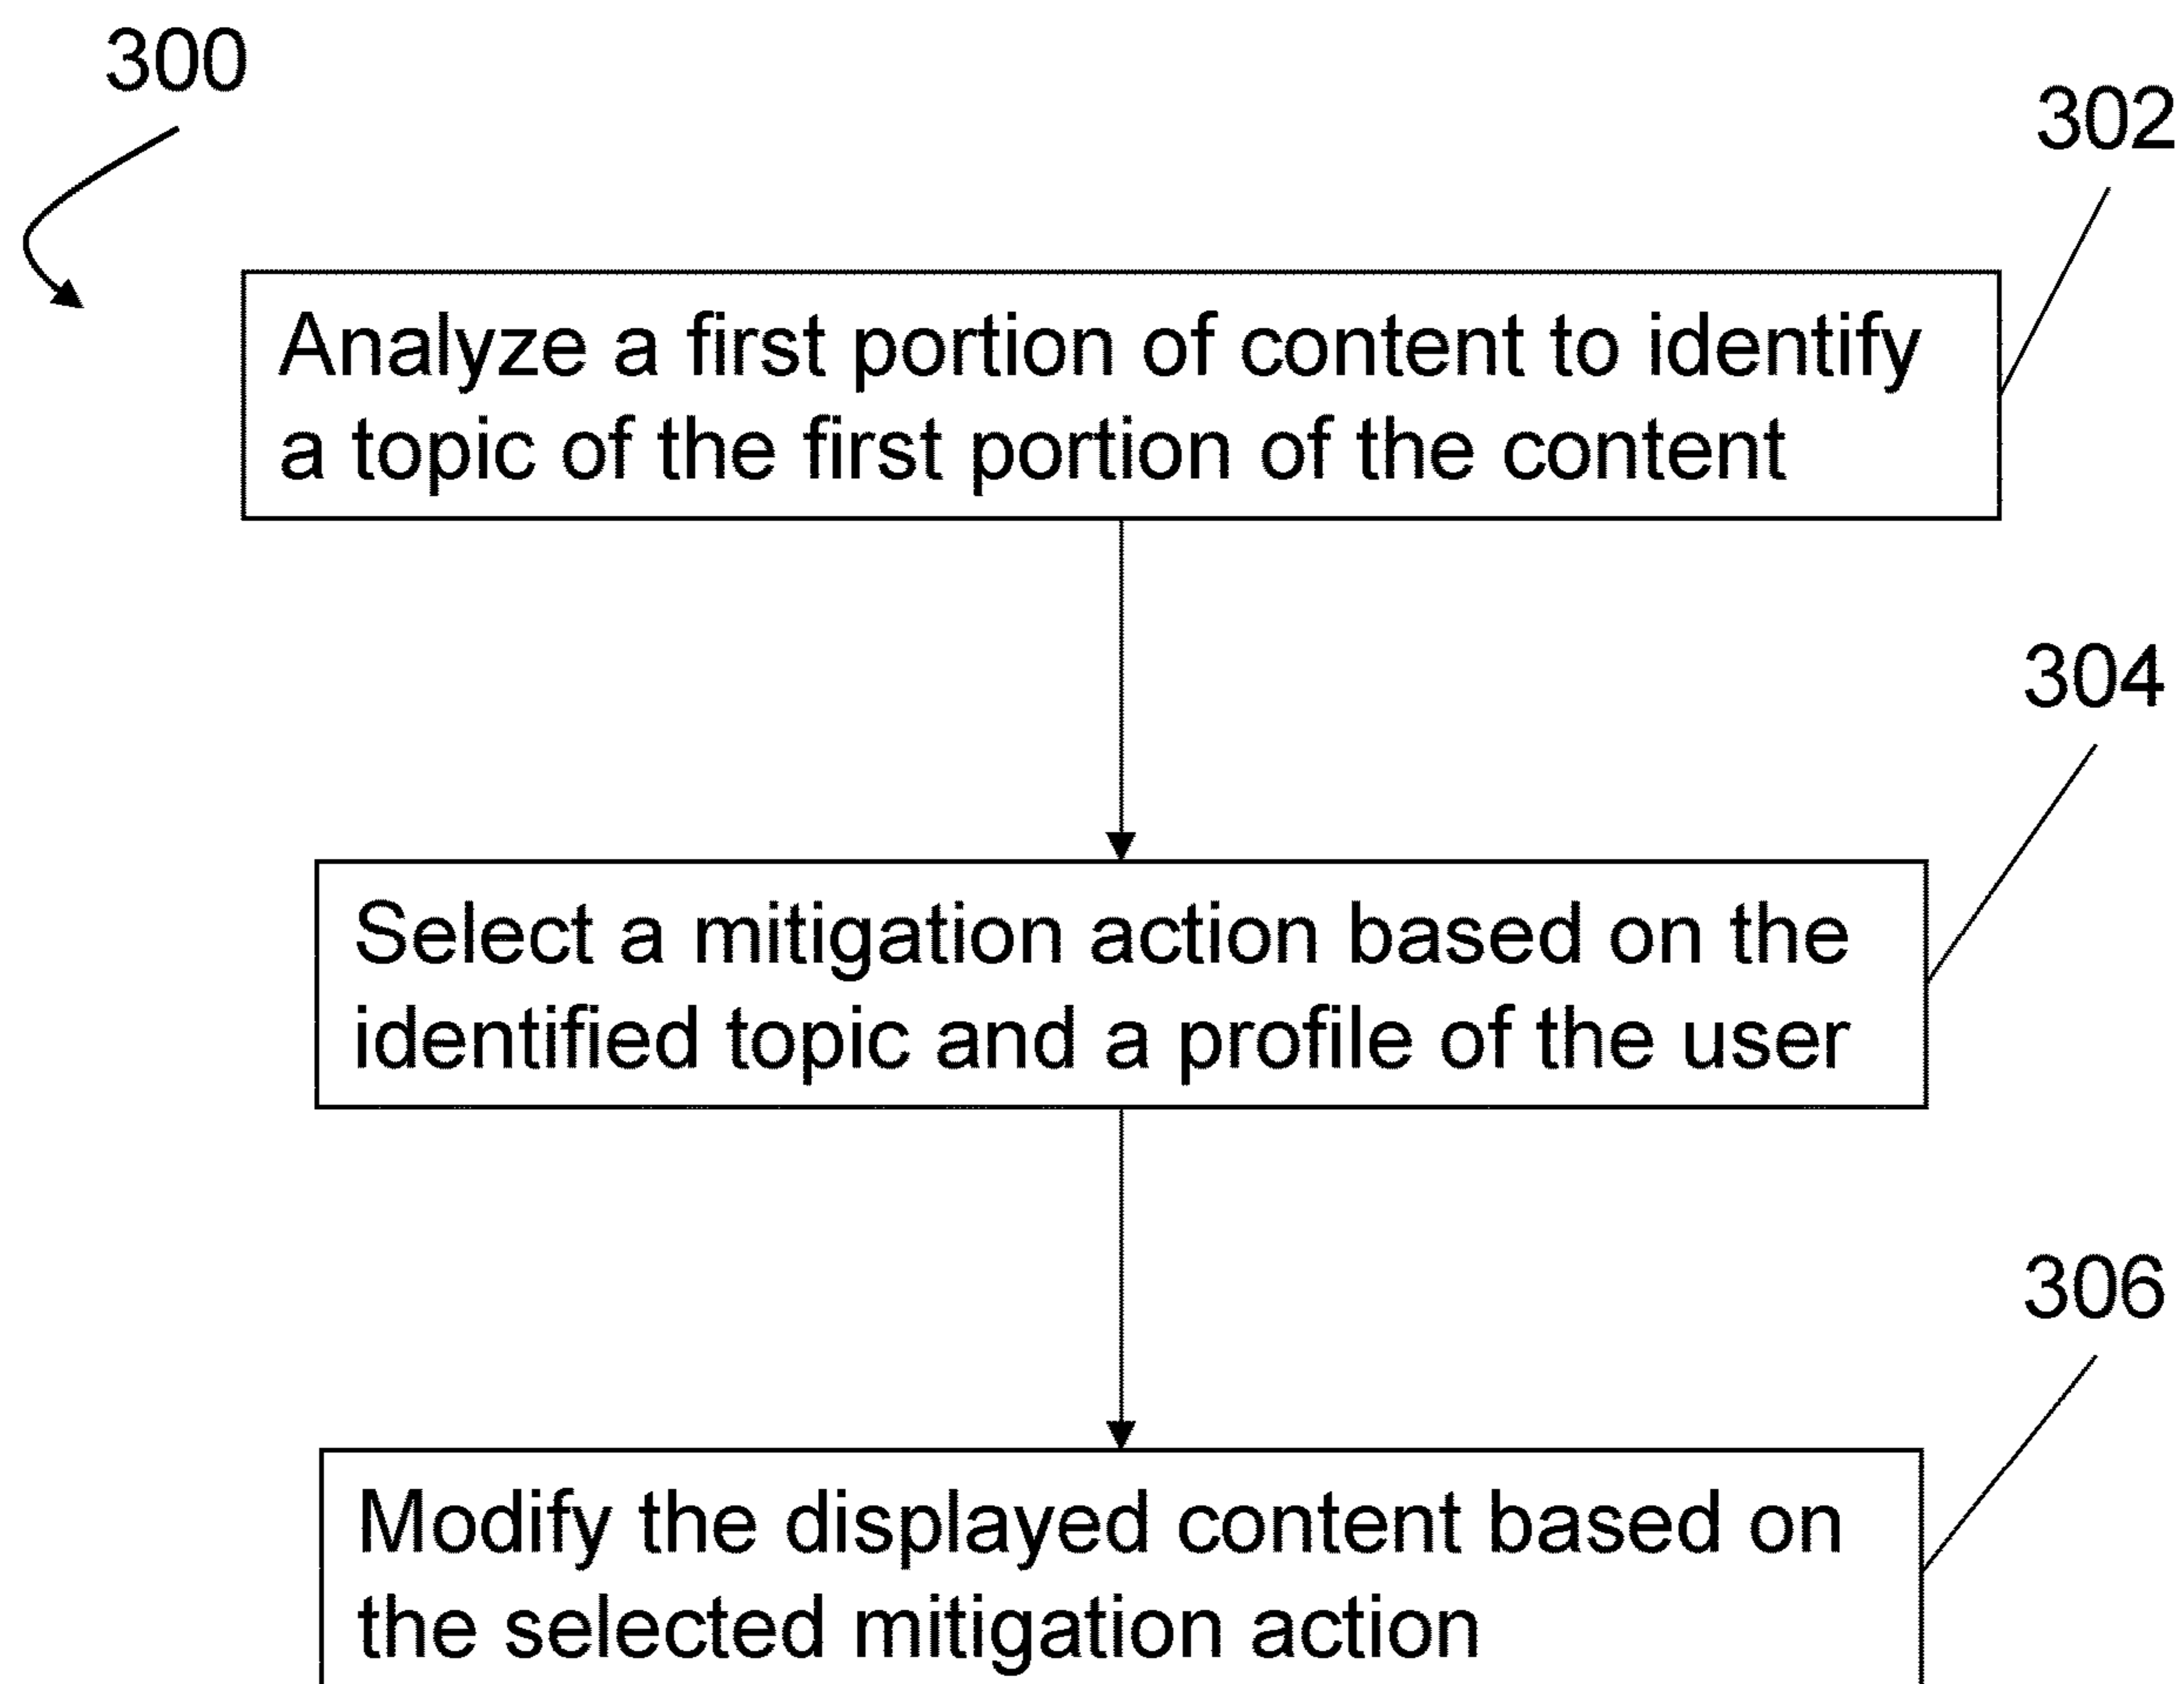 300
302
Analyze a first portion of content to identify
a topic of the first portion of the content
304
Select a mitigation action based on the
identified topic and a profile of the user
306
Modify the displayed content based on
the selected mitigation action